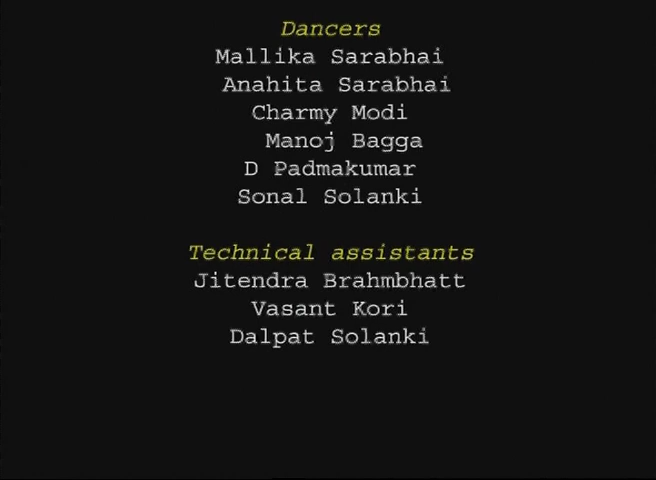 Dancers
Mallika Sarabhai
Anahita Sarabhai
Charmy Modi
Manoj Bagga
D Padmakumar
Sonal Solanki
Technical assistants
Jitendra Brahmbhatt
Vasant Kori
Dalpat Solanki